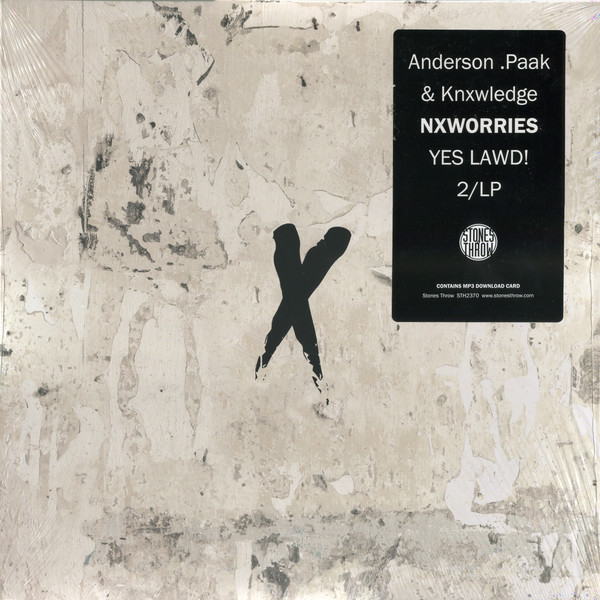 Anderson .Paak
& Knxwledge
NXWORRIES
YES LAWD!
2/LP
STONES
THROW
CONTAINS MP3 DOWNLOAD CARD
Stones Throw STH2370 www.stonesthrow.com
X